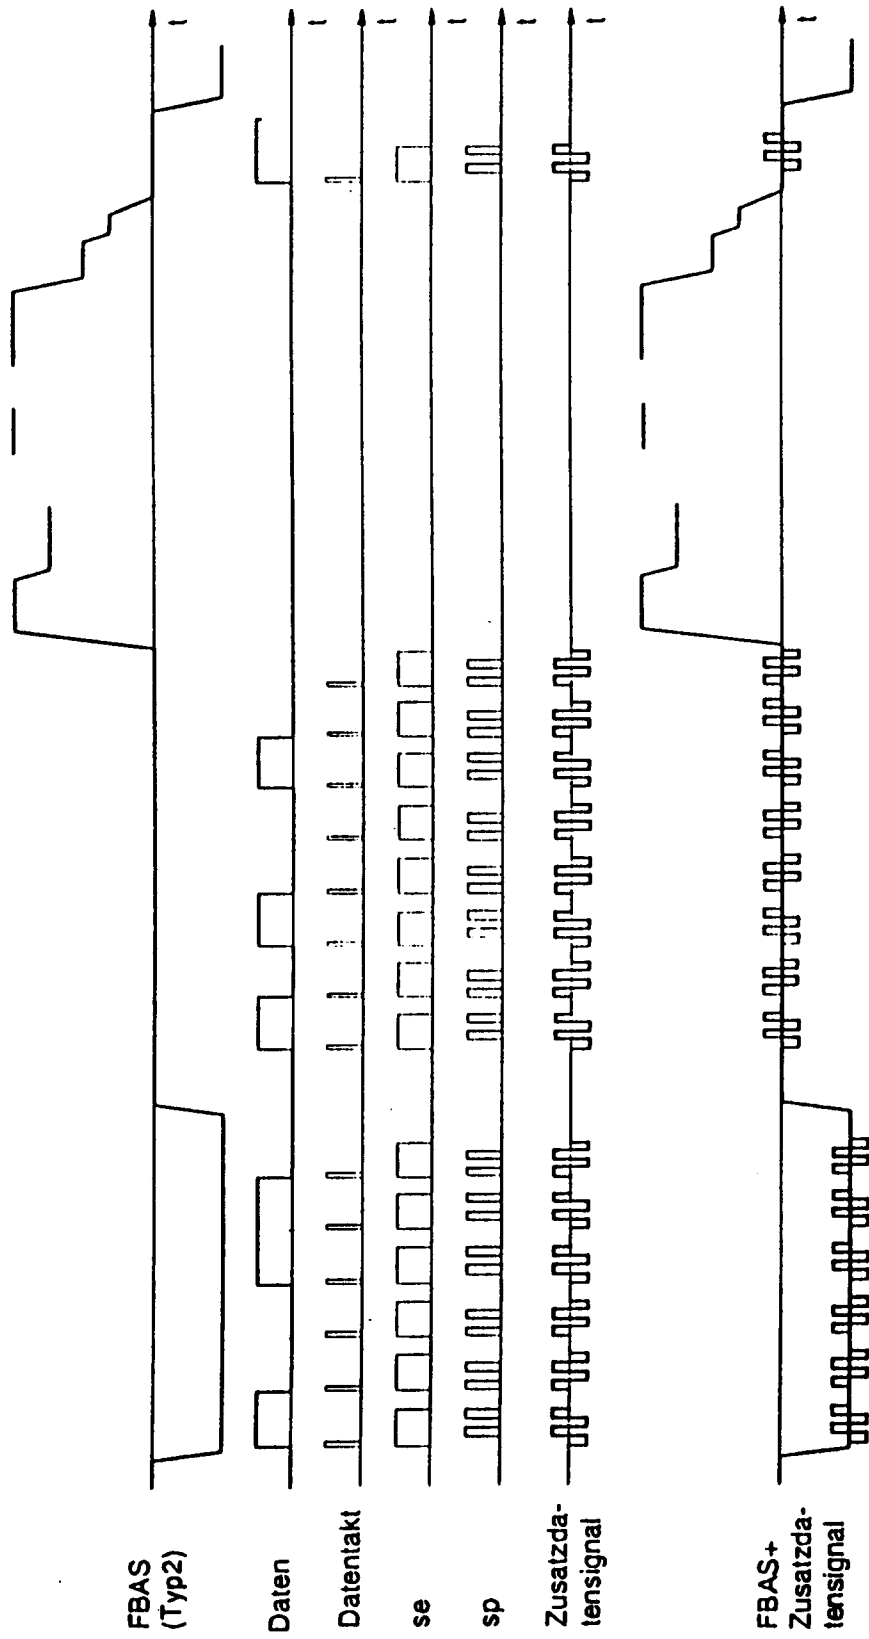 FBAS
(Typ2)
t
Daten
t
Datentakt
t
se
t
sp
t
Zusatzda-
tensignal
t
FBAS+
Zusatzda-
tensignal
t